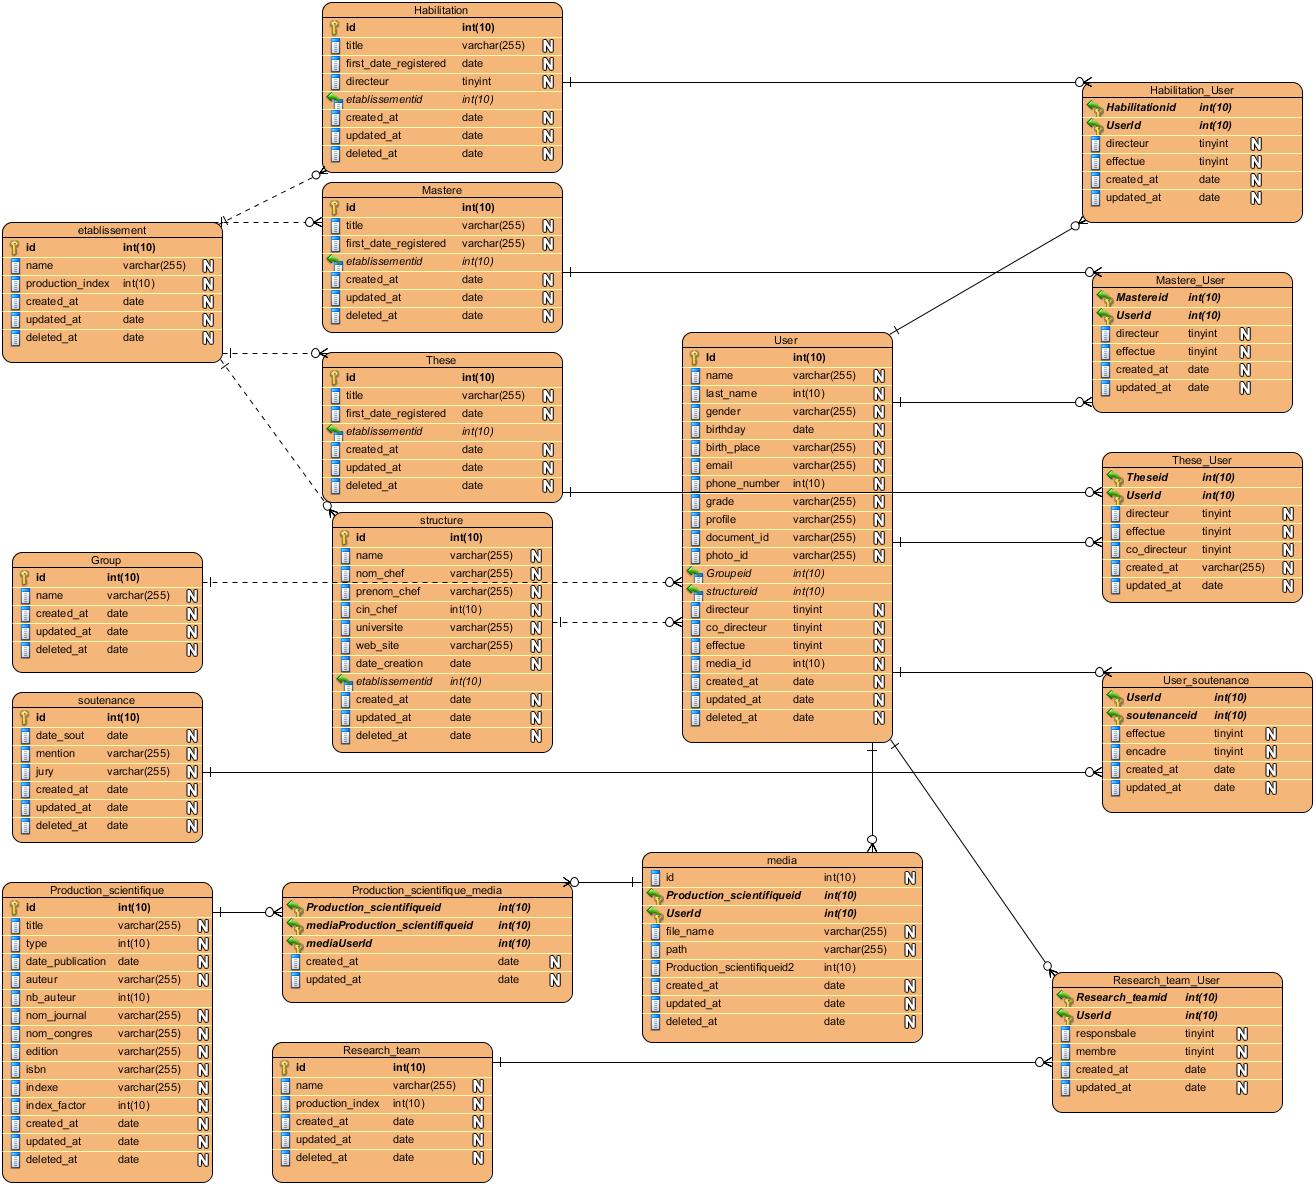 Habilitation
id int(10)
title varchar(255) N
first_date_registered date N
directeur tinyint N
etablissementid int(10)
created_at date N
updated_at date N
deleted_at date N
Habilitation_User
Habilitationid int(10)
UserId int(10)
directeur tinyint N
effectue tinyint N
created_at date N
updated_at date N
Mastere
id int(10)
title varchar(255) N
first_date_registered varchar(255) N
etablissementid int(10)
created_at date N
updated_at date N
deleted_at date N
etablissement
id int(10)
name varchar(255) N
production_index int(10) N
created_at date N
updated_at date N
deleted_at date N
Mastere_User
Mastereid int(10)
UserId int(10)
directeur tinyint N
effectue tinyint N
created_at date N
updated_at date N
These
id int(10)
title varchar(255) N
first_date_registered date N
etablissementid int(10)
created_at date N
updated_at date N
deleted_at date N
User
Id int(10)
name varchar(255) N
last_name int(10) N
gender varchar(255) N
birthday date N
birth_place varchar(255) N
email varchar(255) N
phone_number int(10) N
grade varchar(255) N
profile varchar(255) N
document_id varchar(255) N
photo_id varchar(255) N
Groupeid int(10)
structureid int(10)
directeur tinyint N
co_directeur tinyint N
effectue tinyint N
media_id int(10) N
created_at date N
updated_at date N
deleted_at date N
These_User
Theseid int(10)
UserId int(10)
directeur tinyint N
effectue tinyint N
co_directeur tinyint N
created_at varchar(255) N
updated_at date N
structure
id int(10)
name varchar(255) N
nom_chef varchar(255) N
prenom_chef varchar(255) N
cin_chef int(10) N
universite varchar(255) N
web_site varchar(255) N
date_creation date N
etablissementid int(10)
created_at date N
updated_at date N
deleted_at date N
Group
id int(10)
name varchar(255) N
created_at date N
updated_at date N
deleted_at date N
soutenance
id int(10)
date_sout date N
mention varchar(255) N
jury varchar(255) N
created_at date N
updated_at date N
deleted_at date N
User_soutenance
UserId int(10)
soutenanceid int(10)
effectue tinyint N
encadre tinyint N
created_at date N
updated_at date N
Production_scientifique
id int(10)
title varchar(255) N
type int(10) N
date_publication date N
auteur varchar(255) N
nb_auteur int(10)
nom_journal varchar(255) N
nom_congres varchar(255) N
edition varchar(255) N
isbn varchar(255) N
indexe varchar(255) N
index_factor int(10) N
created_at date N
updated_at date N
deleted_at date N
Production_scientifique_media
Production_scientifiqueid int(10)
mediaProduction_scientifiqueid int(10)
mediaUserId int(10)
created_at date N
updated_at date N
media
id int(10) N
Production_scientifiqueid int(10)
UserId int(10)
file_name varchar(255) N
path varchar(255) N
Production_scientifiqueid2 int(10)
created_at date N
updated_at date N
deleted_at date N
Research_team
id int(10)
name varchar(255) N
production_index int(10) N
created_at date N
updated_at date N
deleted_at date N
Research_team_User
Research_teamid int(10)
UserId int(10)
responsbale tinyint N
membre tinyint N
created_at date N
updated_at date N